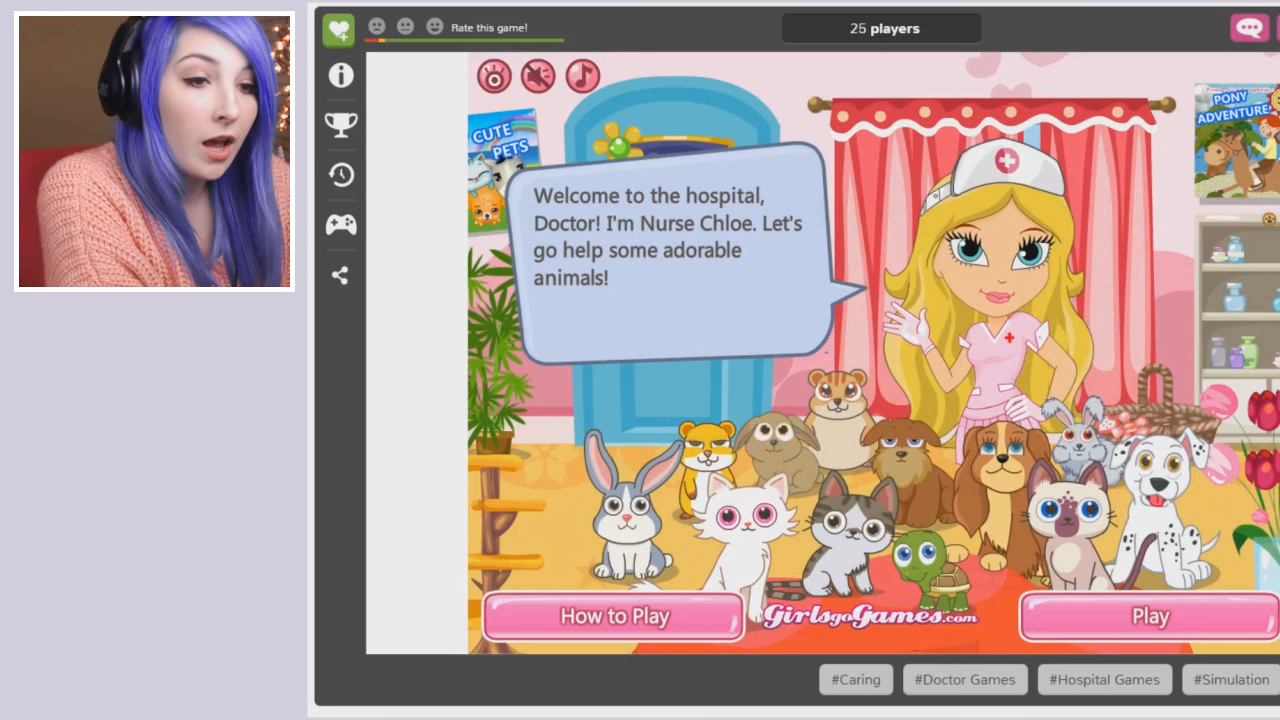 Rate this game!
25 players
CUTE
PETS
PONY
ADVENTURE
Welcome to the hospital,
Doctor! I'm Nurse Chloe. Let's
go help some adorable
animals!
How to Play
GirlsgoGames.com
Play
#Caring
#Doctor Games
#Hospital Games
#Simulation